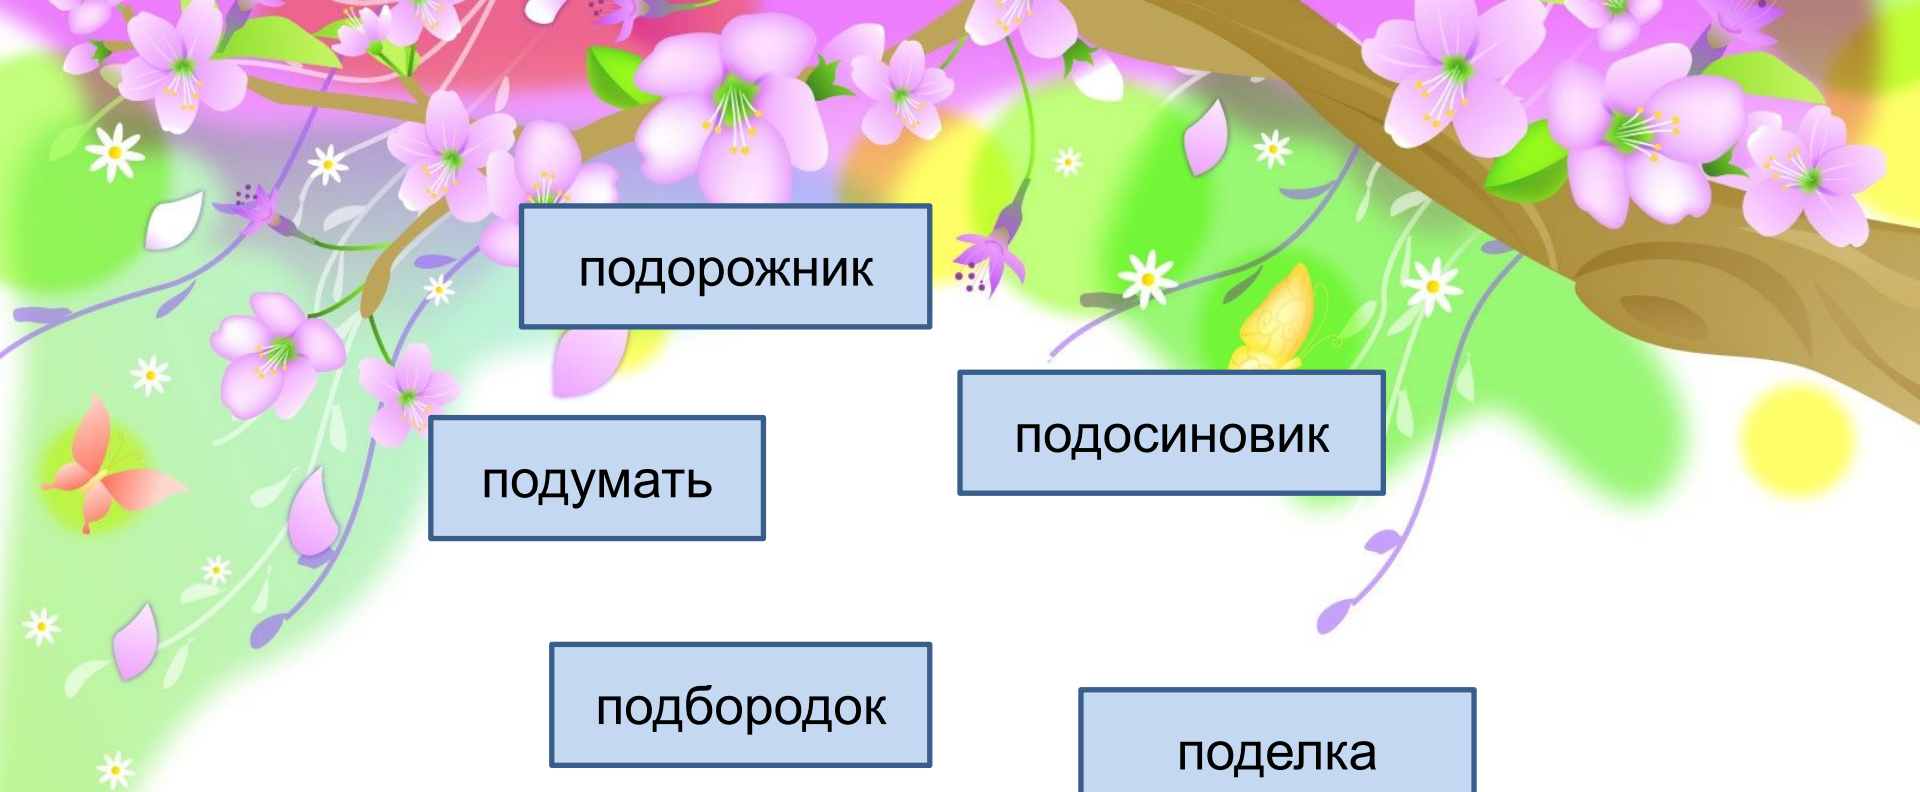 подорожник
подосиновик
подумать
подбородок
поделка